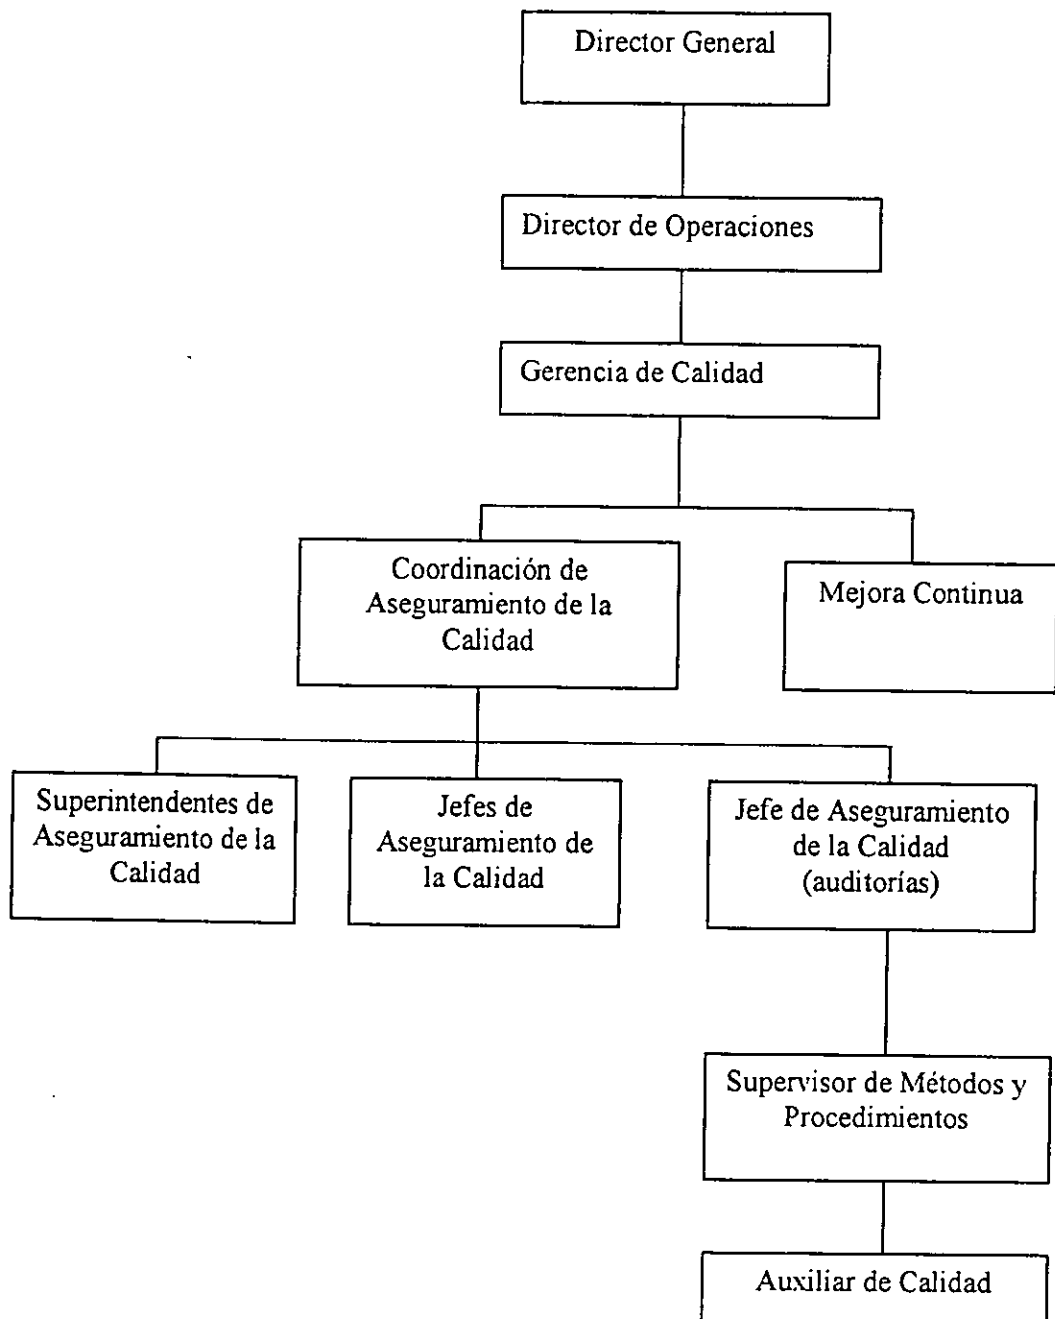 Director General
Director de Operaciones
Gerencia de Calidad
Coordinación de
Aseguramiento de la
Calidad
Mejora Continua
Superintendentes de
Aseguramiento de la
Calidad
Jefes de
Aseguramiento de
la Calidad
Jefe de Aseguramiento
de la Calidad
(auditorías)
Supervisor de Métodos y
Procedimientos
Auxiliar de Calidad